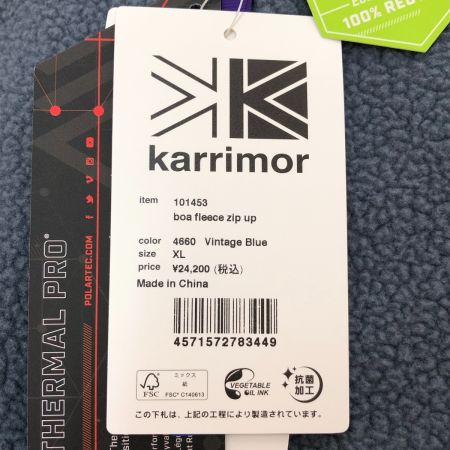 karrimor
item 101453
boa fleece zip up
color 4660 Vintage Blue
size XL
price ¥24,200 (税込)
Made in China
4571572783449
FSC
ミックス
紙
FSC® C140613
VEGETABLE
OIL INK
抗菌
加工
この下札は、上記の工程により製造されています。
THERMAL PRO®
POLARTEC.COM
100% REC